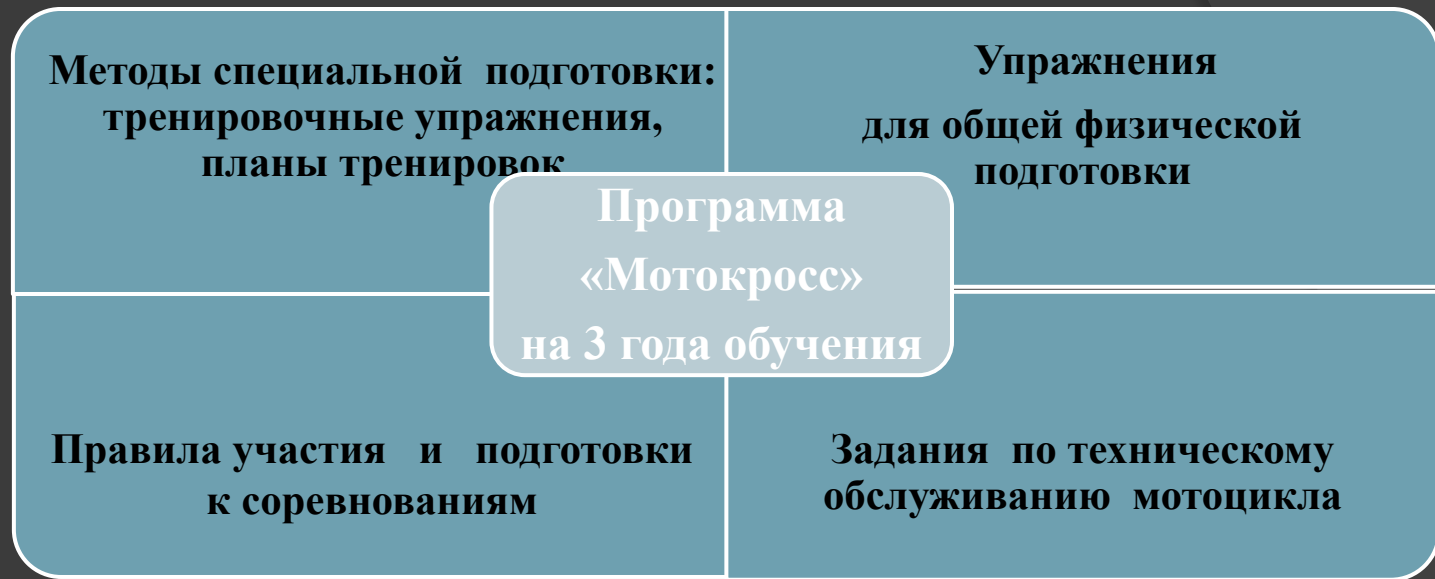 Методы специальной подготовки:
тренировочные упражнения,
планы тренировок
Упражнения
для общей физической
подготовки
Программа
«Мотокросс»
на 3 года обучения
Правила участия и подготовки
к соревнованиям
Задания по техническому
обслуживанию мотоцикла